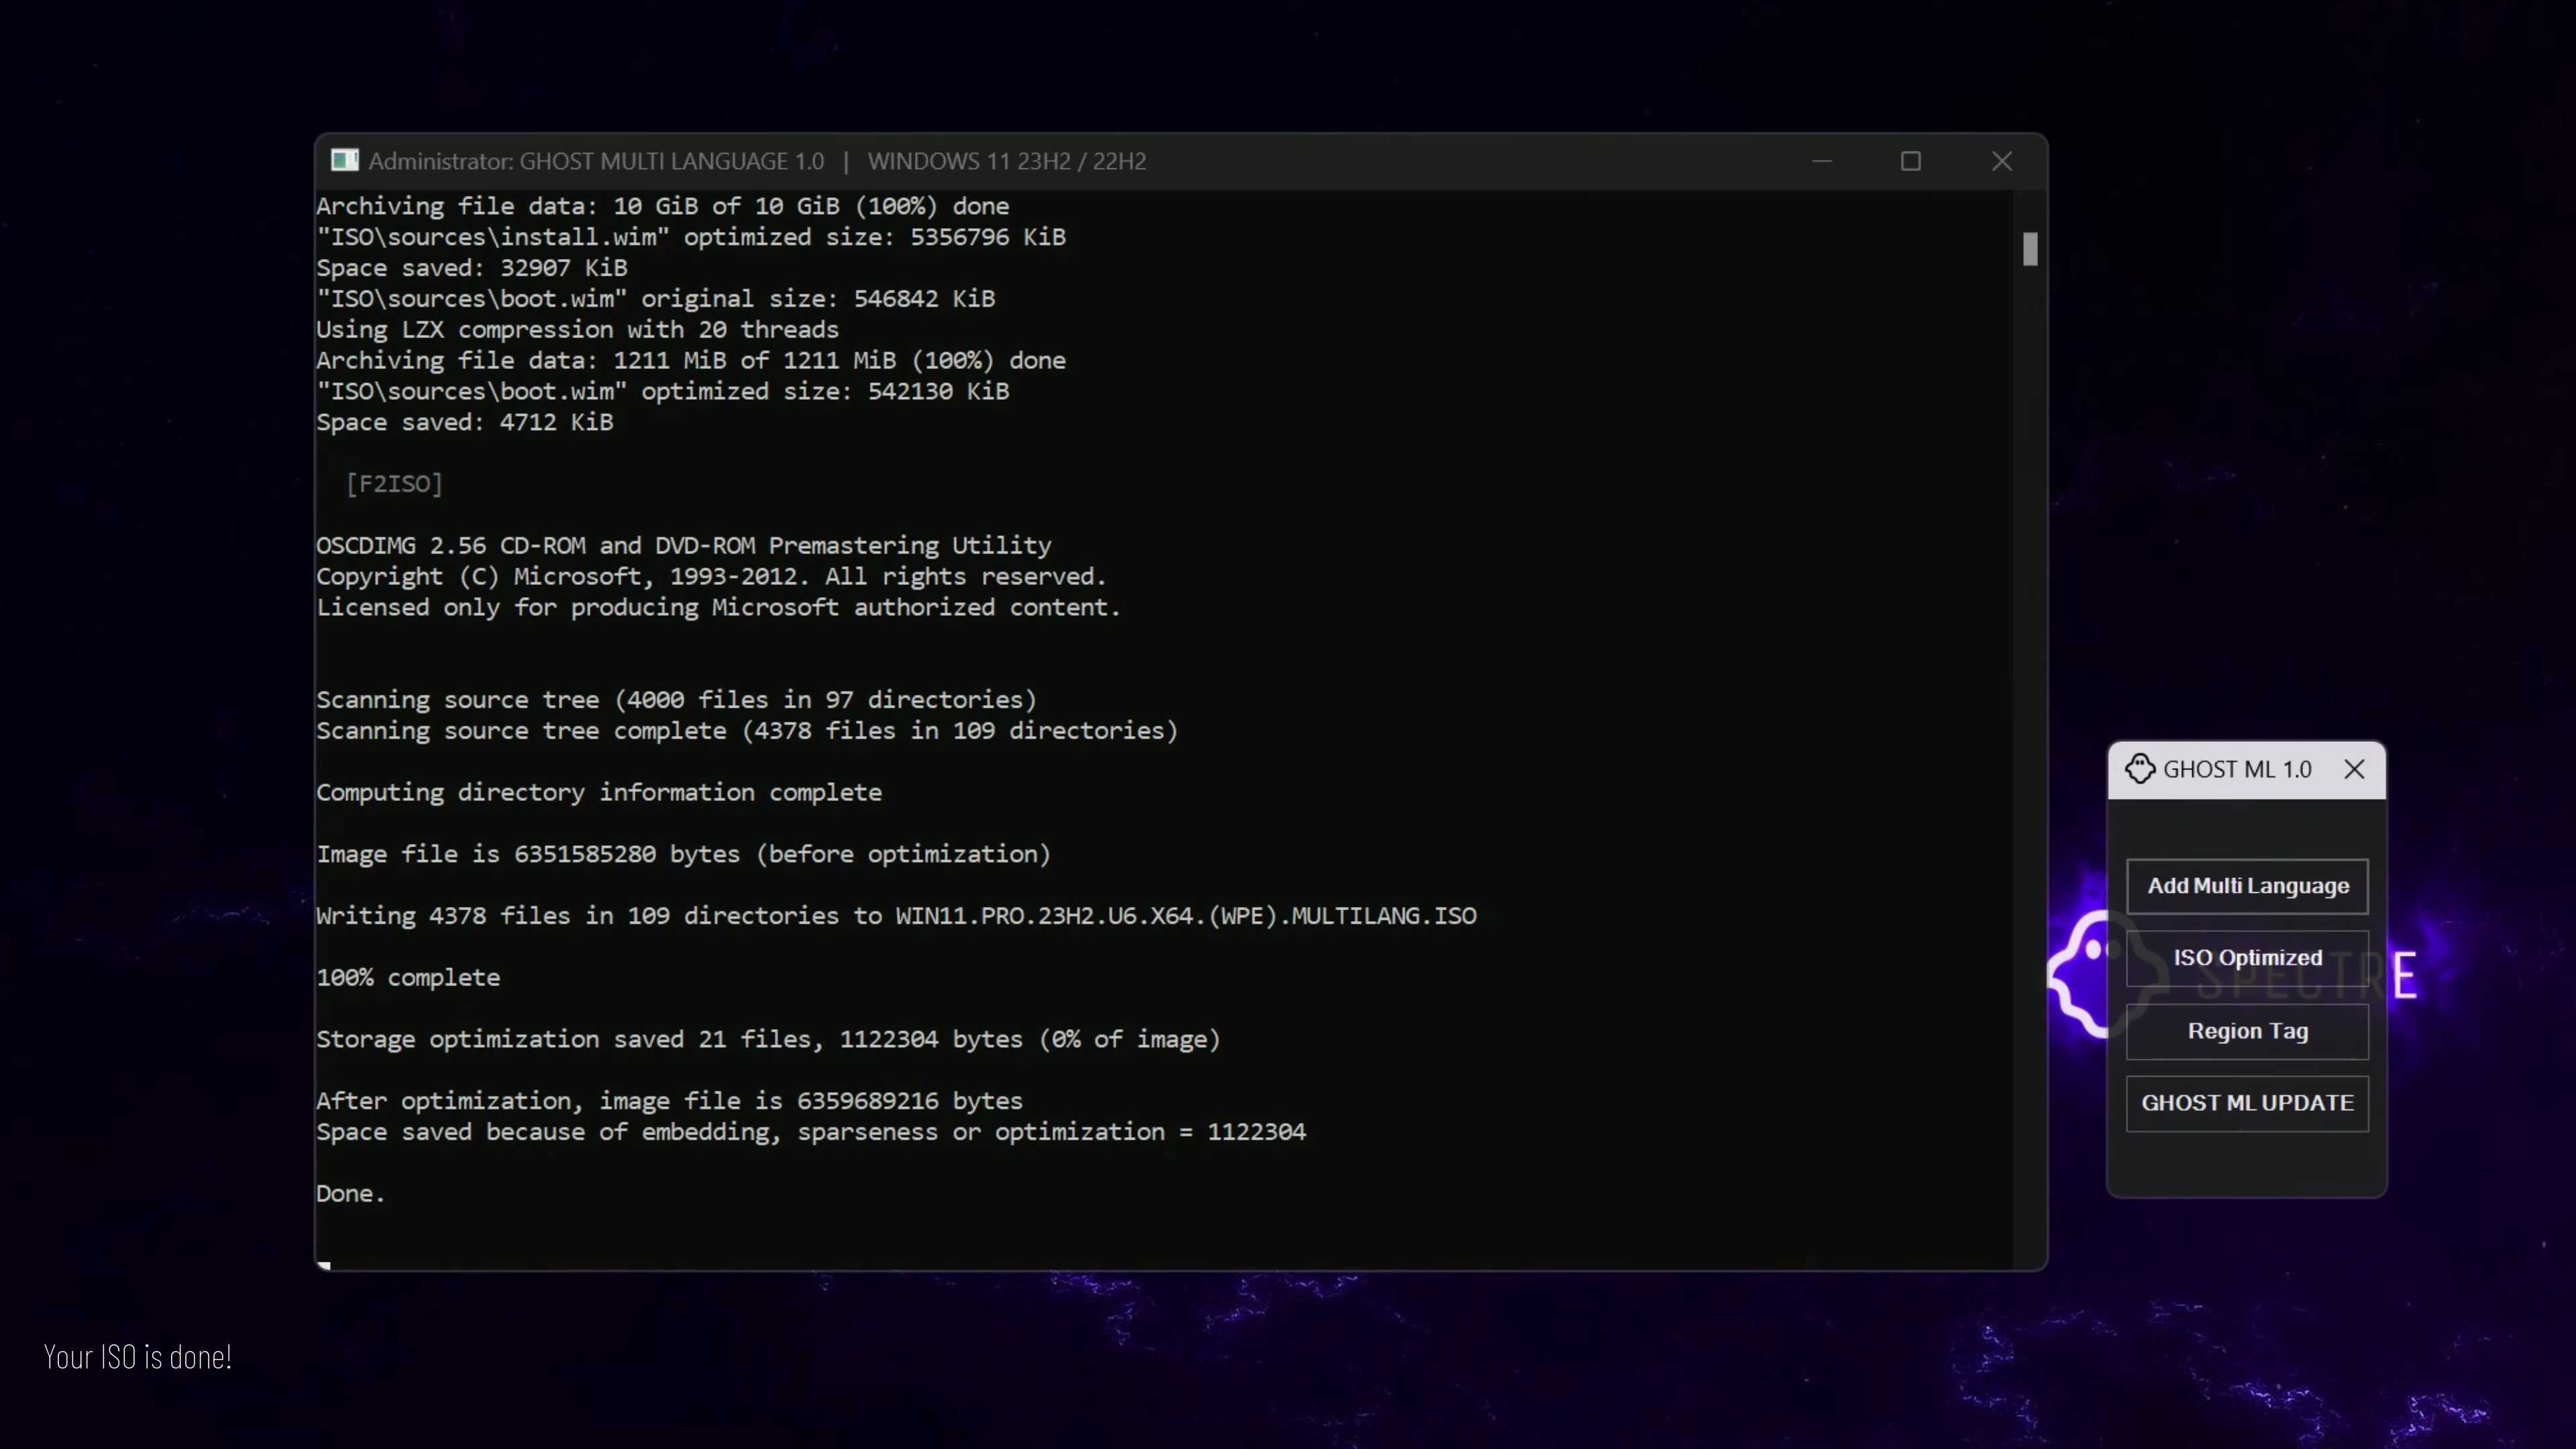 Administrator: GHOST MULTI LANGUAGE 1.0 | WINDOWS 11 23H2 / 22H2
Archiving file data: 10 GiB of 10 GiB (100%) done
"ISO\sources\install.wim" optimized size: 5356796 KiB
Space saved: 32907 KiB
"ISO\sources\boot.wim" original size: 546842 KiB
Using LZX compression with 20 threads
Archiving file data: 1211 MiB of 1211 MiB (100%) done
"ISO\sources\boot.wim" optimized size: 542130 KiB
Space saved: 4712 KiB
[F2ISO]
OSCDIMG 2.56 CD-ROM and DVD-ROM Premastering Utility
Copyright (C) Microsoft, 1993-2012. All rights reserved.
Licensed only for producing Microsoft authorized content.
Scanning source tree (4000 files in 97 directories)
Scanning source tree complete (4378 files in 109 directories)
Computing directory information complete
Image file is 6351585280 bytes (before optimization)
Writing 4378 files in 109 directories to WIN11.PRO.23H2.U6.X64.(WPE).MULTILANG.ISO
100% complete
Storage optimization saved 21 files, 1122304 bytes (0% of image)
After optimization, image file is 6359689216 bytes
Space saved because of embedding, sparseness or optimization = 1122304
Done.
GHOST ML 1.0
Add Multi Language
ISO Optimized
SPECTRE
Region Tag
GHOST ML UPDATE
Your ISO is done!